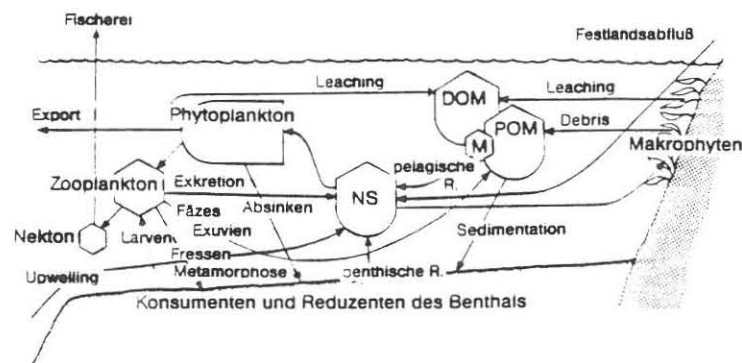 Fischerei
Festlandsabfluß
Leaching
DOM
Leaching
Export
Phytoplankton
POM
Debris
M
Makrophyten
Zooplankton
Exkretion
pelagische
R.
NS
Fäzes
Absinken
Nekton
Larven
Exuvien
Sedimentation
Fressen
Upwelling
Metamorphose
benthische R.
Konsumenten und Reduzenten des Benthals